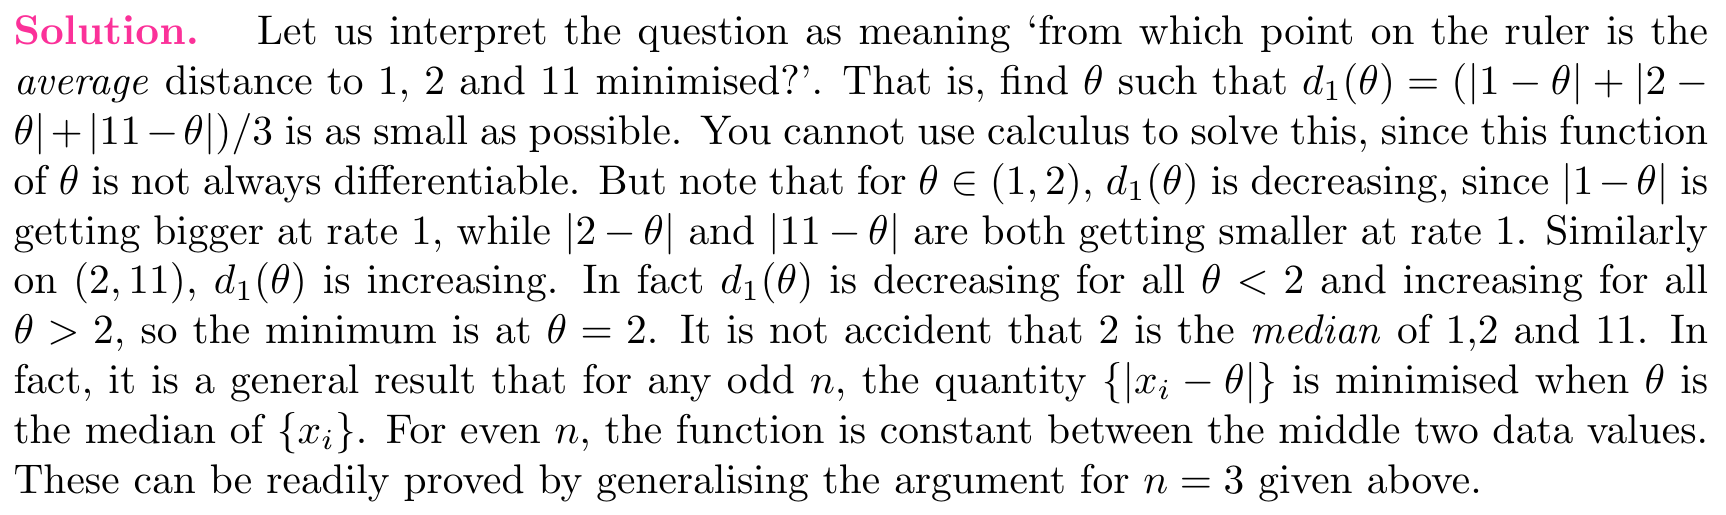 Solution. Let us interpret the question as meaning ‘from which point on the ruler is the
average distance to 1, 2 and 11 minimised?’. That is, find θ such that d₁(θ) = (|1 − θ| + |2 −
θ|+|11−θ|)/3 is as small as possible. You cannot use calculus to solve this, since this function
of θ is not always differentiable. But note that for θ ∈ (1, 2), d₁(θ) is decreasing, since |1−θ| is
getting bigger at rate 1, while |2 − θ| and |11 − θ| are both getting smaller at rate 1. Similarly
on (2, 11), d₁(θ) is increasing. In fact d₁(θ) is decreasing for all θ < 2 and increasing for all
θ > 2, so the minimum is at θ = 2. It is not accident that 2 is the median of 1,2 and 11. In
fact, it is a general result that for any odd n, the quantity {|xᵢ − θ|} is minimised when θ is
the median of {xᵢ}. For even n, the function is constant between the middle two data values.
These can be readily proved by generalising the argument for n = 3 given above.